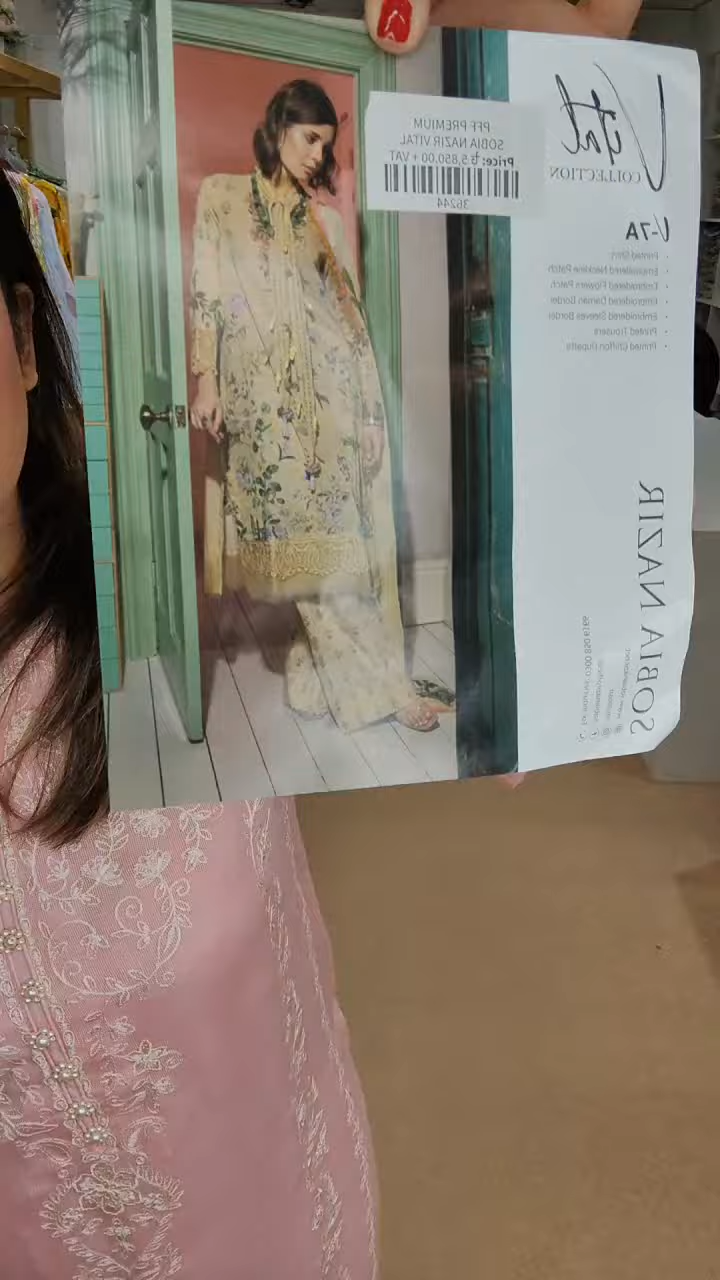 PFF PREMIUM
SOBIA NAZIR VITAL
Price: ৳ 5,850.00 + VAT
36244
Vital
COLLECTION
V-7A
Printed Shirt
Embroidered Neckline Patch
Embroidered Flowers Patch
Embroidered Daman Border
Embroidered Sleeves Border
Printed Trousers
Printed Chiffon Dupatta
SOBIA NAZIR